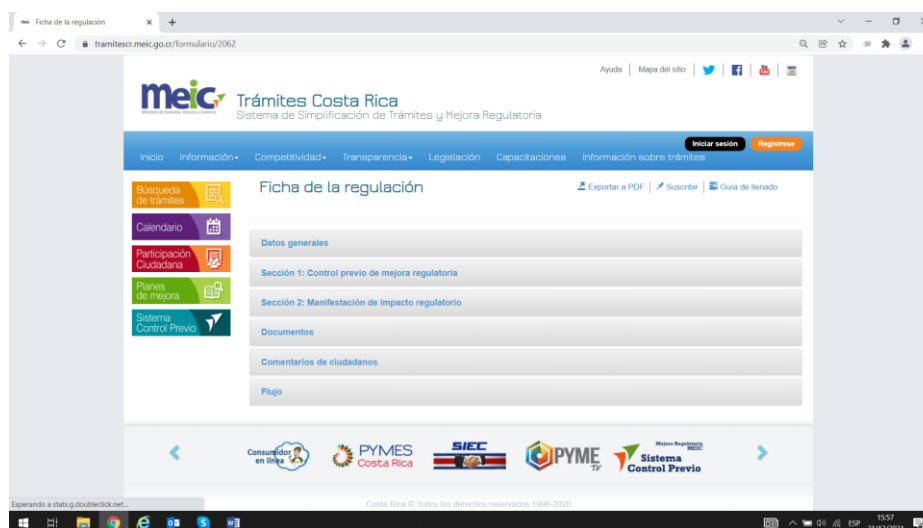 Ficha de la regulación
tramitescr.meic.go.cr/formulario/2062
Ayuda
Mapa del sitio
meic
Trámites Costa Rica
Sistema de Simplificación de Trámites y Mejora Regulatoria
Iniciar sesión
Regístrese
Inicio
Información
Competitividad
Transparencia
Legislación
Capacitaciones
Información sobre trámites
Búsqueda
de trámites
Calendario
Participación
Ciudadana
Planes
de mejora
Sistema
Control Previo
Ficha de la regulación
Exportar a PDF
Suscribir
Guía de llenado
Datos generales
Sección 1: Control previo de mejora regulatoria
Sección 2: Manifestación de impacto regulatorio
Documentos
Comentarios de ciudadanos
Flujo
Consumidor
en línea
PYMES
Costa Rica
SIEC
PYME
TV
Mejora Regulatoria
MEIC
Sistema
Control Previo
Esperando a stats.g.doubleclick.net...
Costa Rica © Todos los derechos reservados 1996-2020
ESP
15:57